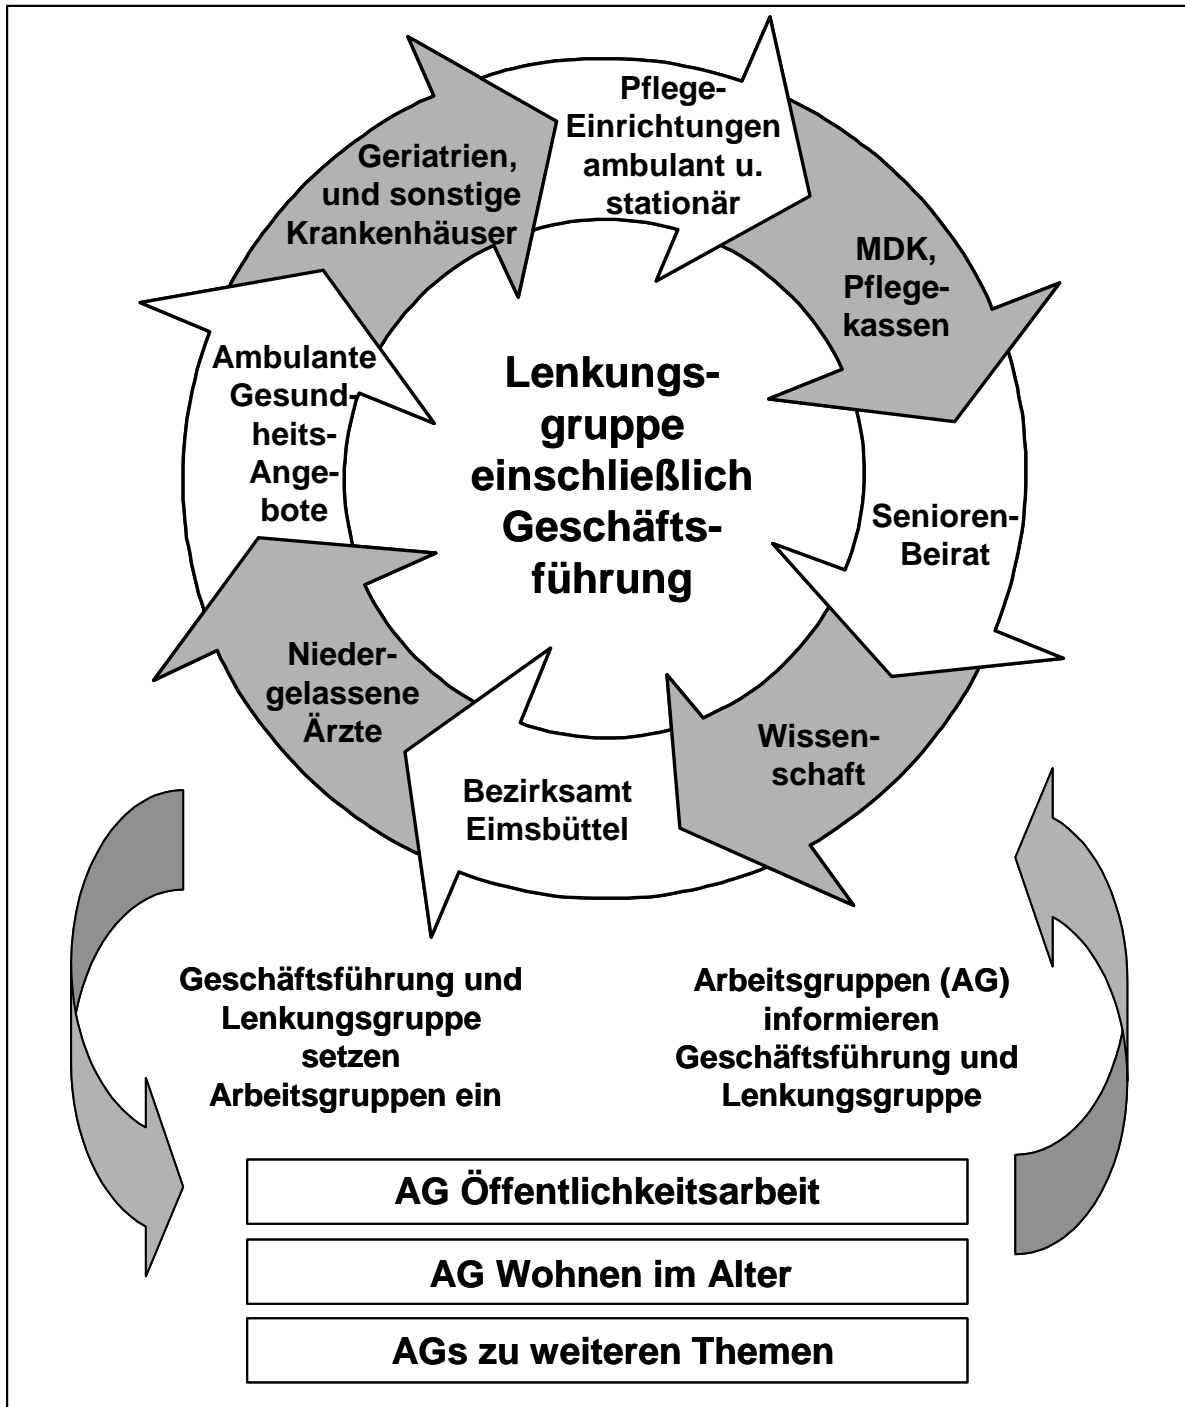 Pflege-
Einrichtungen
ambulant u.
stationär
Geriatrien,
und sonstige
Krankenhäuser
MDK,
Pflege-
kassen
Ambulante
Gesund-
heits-
Ange-
bote
Lenkungs-
gruppe
einschließlich
Geschäfts-
führung
Senioren-
Beirat
Nieder-
gelassene
Ärzte
Wissen-
schaft
Bezirksamt
Eimsbüttel
Geschäftsführung und
Lenkungsgruppe
setzen
Arbeitsgruppen ein
Arbeitsgruppen (AG)
informieren
Geschäftsführung und
Lenkungsgruppe
AG Öffentlichkeitsarbeit
AG Wohnen im Alter
AGs zu weiteren Themen